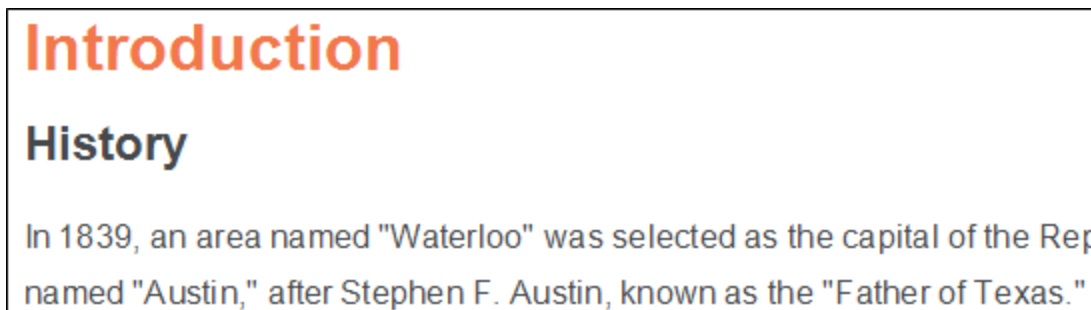 Introduction
History
In 1839, an area named "Waterloo" was selected as the capital of the
named "Austin," after Stephen F. Austin, known as the "Father of Texas."